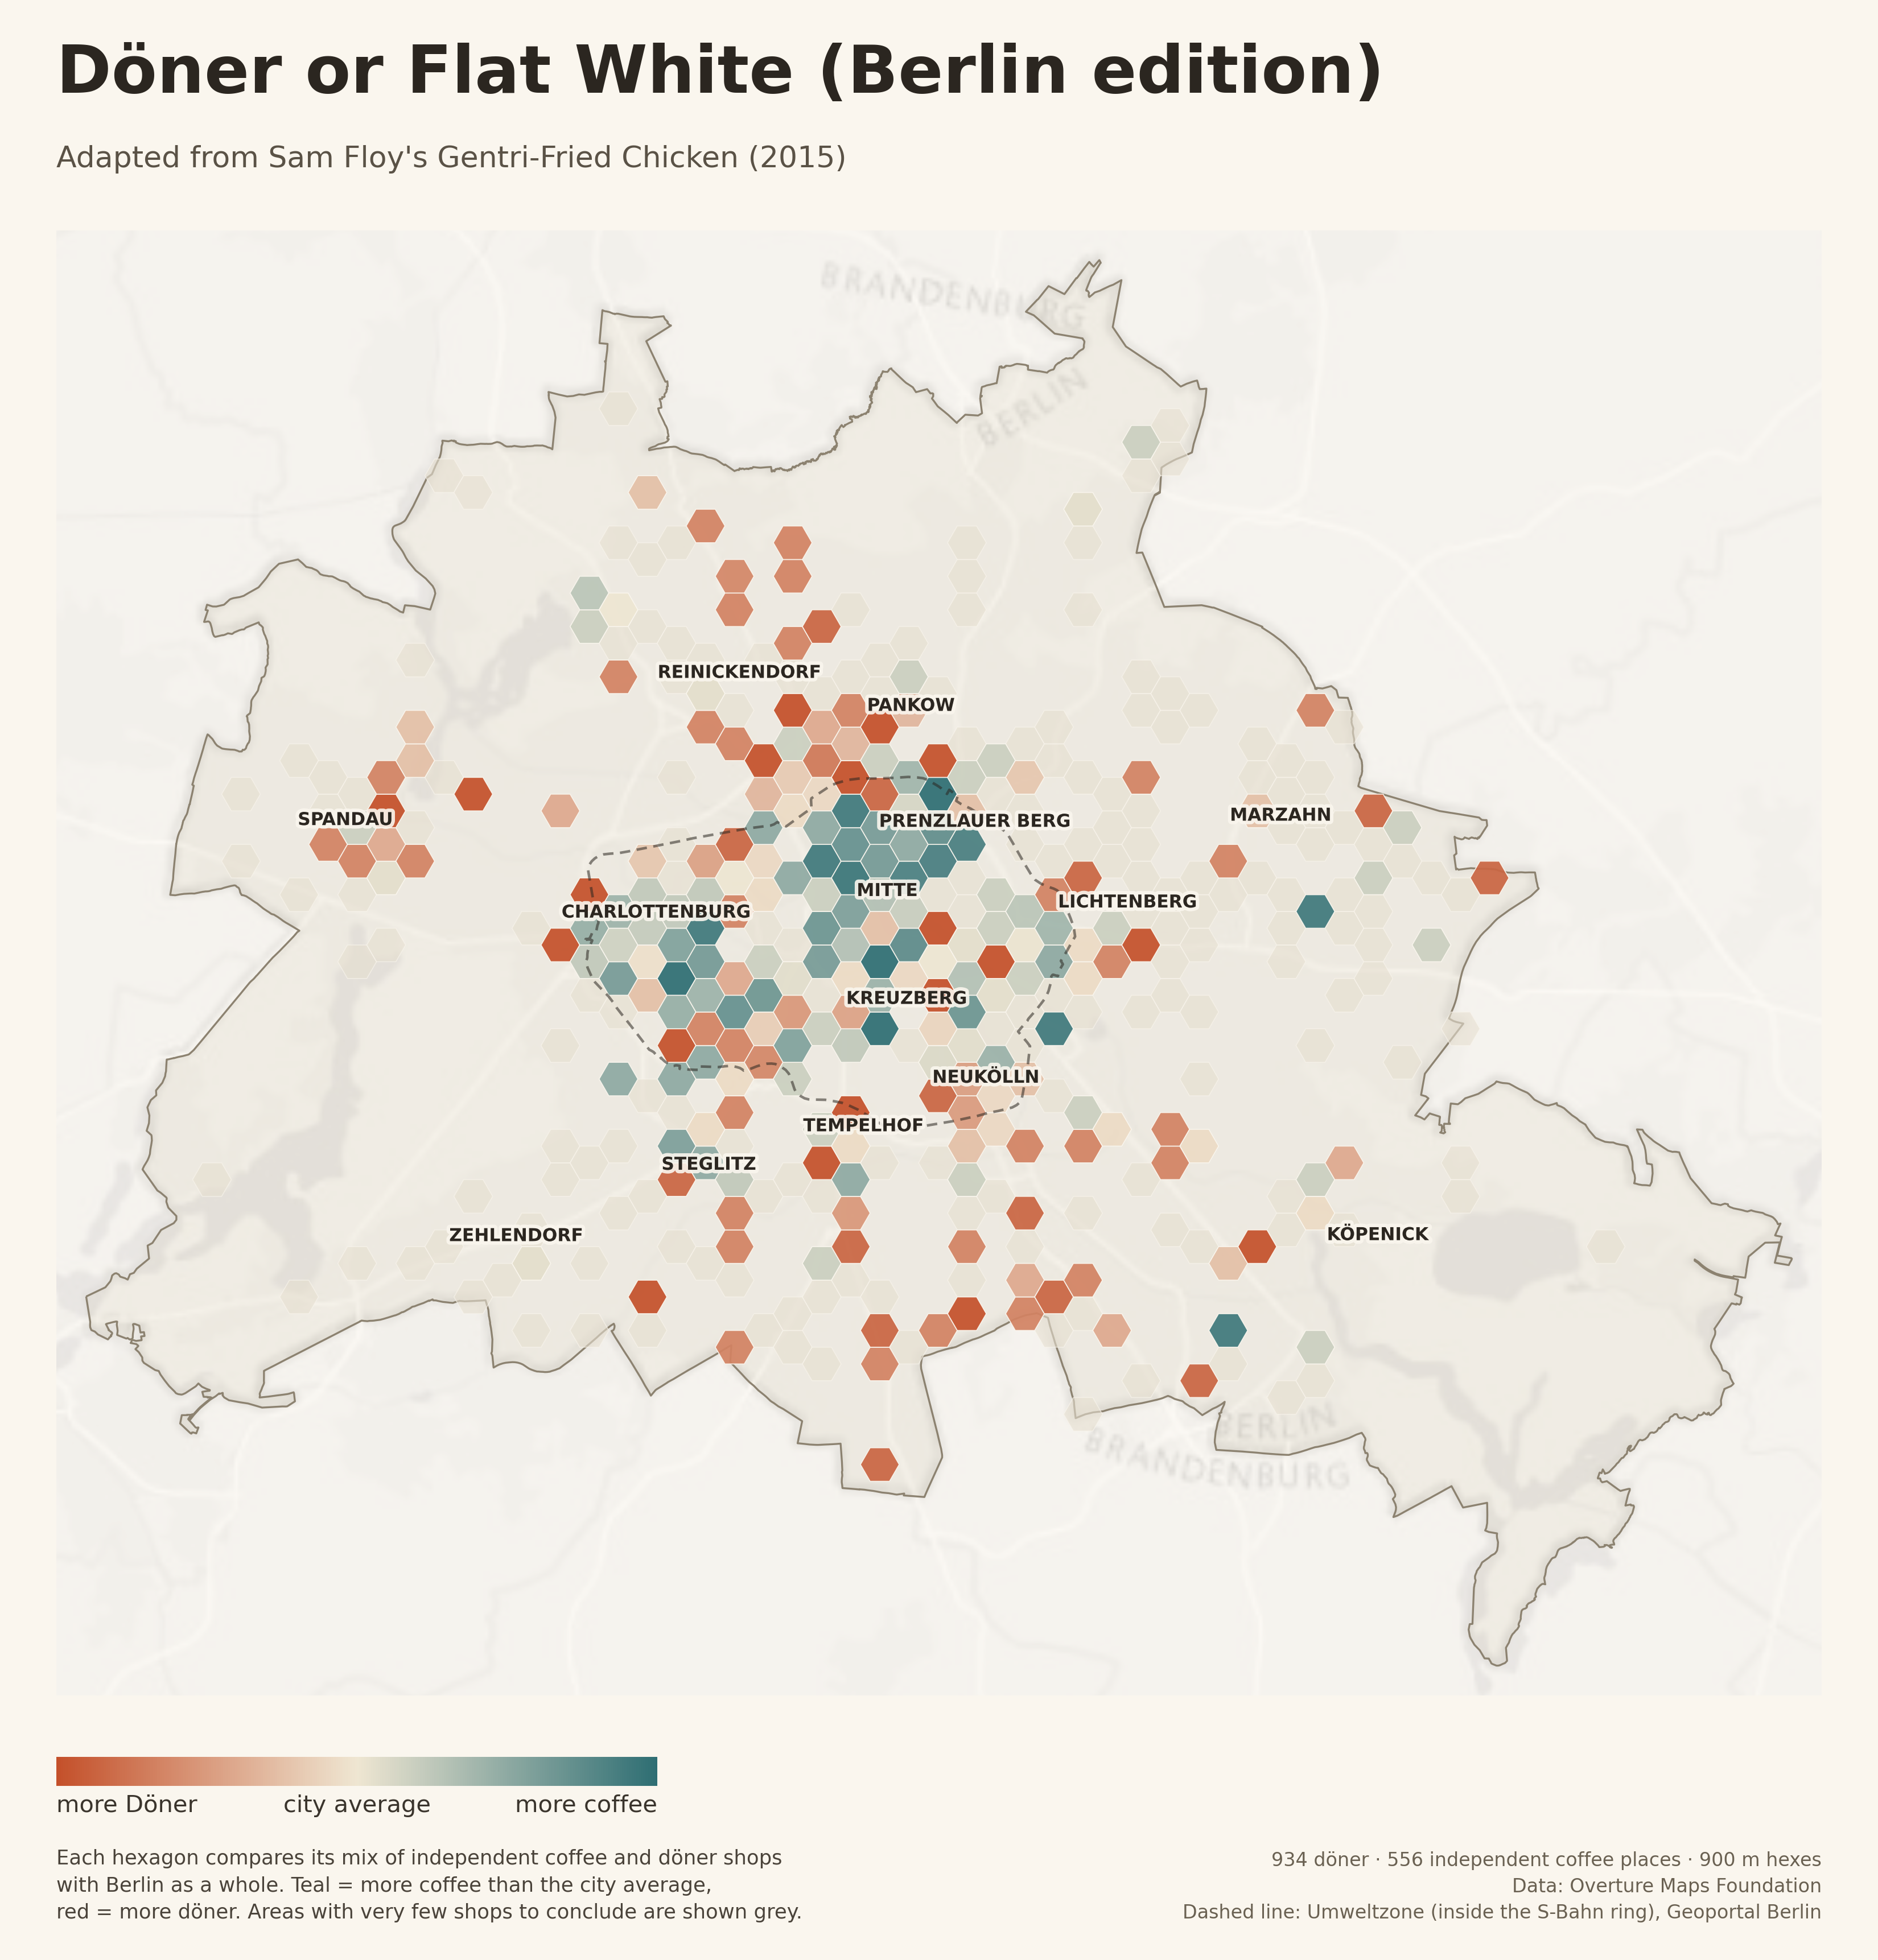 Döner or Flat White (Berlin edition)
Adapted from Sam Floy's Gentri-Fried Chicken (2015)
BRANDENBURG
BERLIN
REINICKENDORF
PANKOW
SPANDAU
PRENZLAUER BERG
MARZAHN
MITTE
CHARLOTTENBURG
LICHTENBERG
KREUZBERG
NEUKÖLLN
TEMPELHOF
STEGLITZ
ZEHLENDORF
KÖPENICK
BERLIN
BRANDENBURG
more Döner city average more coffee
Each hexagon compares its mix of independent coffee and döner shops
with Berlin as a whole. Teal = more coffee than the city average,
red = more döner. Areas with very few shops to conclude are shown grey.
934 döner · 556 independent coffee places · 900 m hexes
Data: Overture Maps Foundation
Dashed line: Umweltzone (inside the S-Bahn ring), Geoportal Berlin